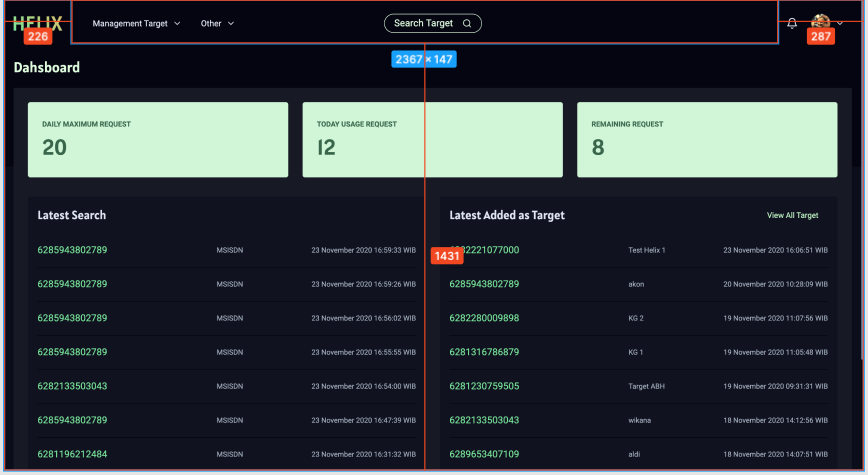 HELIX
Management Target
Other
Search Target
226
287
2367 × 147
Dahsboard
DAILY MAXIMUM REQUEST
20
TODAY USAGE REQUEST
12
REMAINING REQUEST
8
Latest Search
6285943802789 MSISDN 23 November 2020 16:59:33 WIB
6285943802789 MSISDN 23 November 2020 16:59:26 WIB
6285943802789 MSISDN 23 November 2020 16:56:02 WIB
6285943802789 MSISDN 23 November 2020 16:55:55 WIB
6282133503043 MSISDN 23 November 2020 16:54:00 WIB
6285943802789 MSISDN 23 November 2020 16:47:39 WIB
6281196212484 MSISDN 23 November 2020 16:31:32 WIB
1431
Latest Added as Target View All Target
6282221077000 Test Helix 1 23 November 2020 16:06:51 WIB
6285943802789 akon 20 November 2020 10:28:09 WIB
6282280009898 KG 2 19 November 2020 11:07:56 WIB
6281316786879 KG 1 19 November 2020 11:05:48 WIB
6281230759505 Target ABH 19 November 2020 09:31:31 WIB
6282133503043 wikana 18 November 2020 14:12:56 WIB
6289653407109 aldi 18 November 2020 14:07:51 WIB